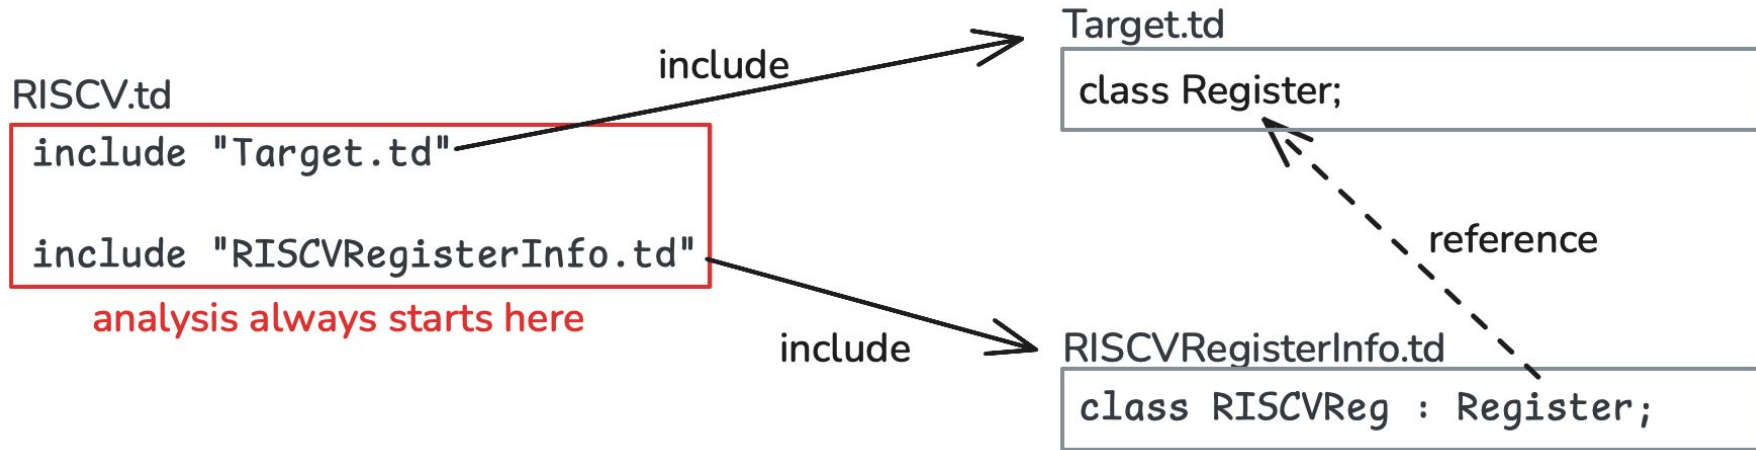 RISCV.td
include "Target.td"
include "RISCVRegisterInfo.td"
analysis always starts here
include
include
Target.td
class Register;
reference
RISCVRegisterInfo.td
class RISCVReg : Register;